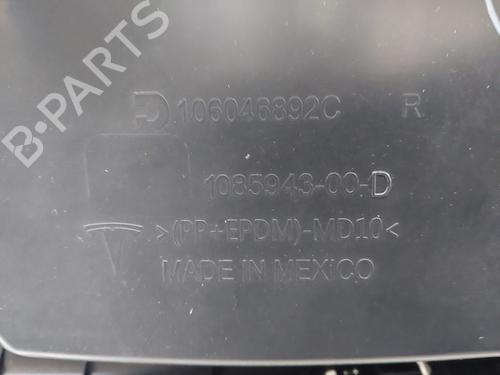 B-PARTS
106046892C R
1085943-00-D
>(PP+EPDM)-MD10<
MADE IN MEXICO